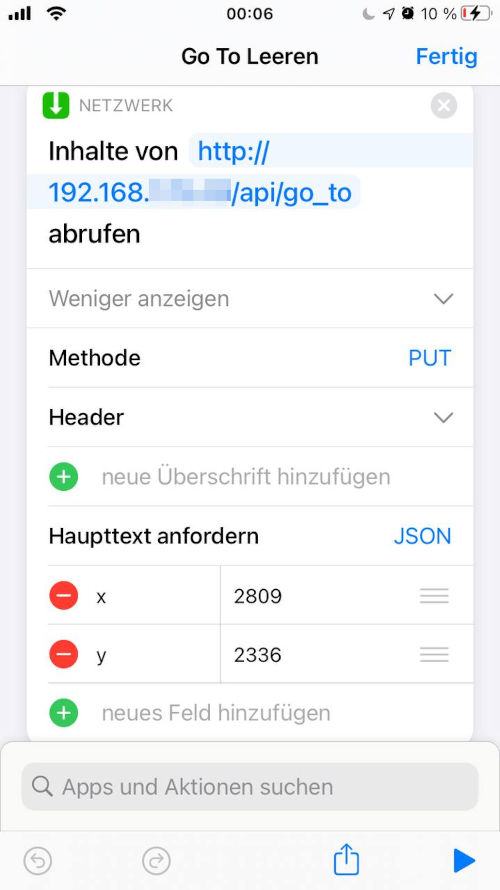 00:06
10 %
Go To Leeren
Fertig
NETZWERK
Inhalte von http://
192.168. /api/go_to
abrufen
Weniger anzeigen
Methode
PUT
Header
neue Überschrift hinzufügen
Haupttext anfordern
JSON
x
2809
y
2336
neues Feld hinzufügen
Apps und Aktionen suchen